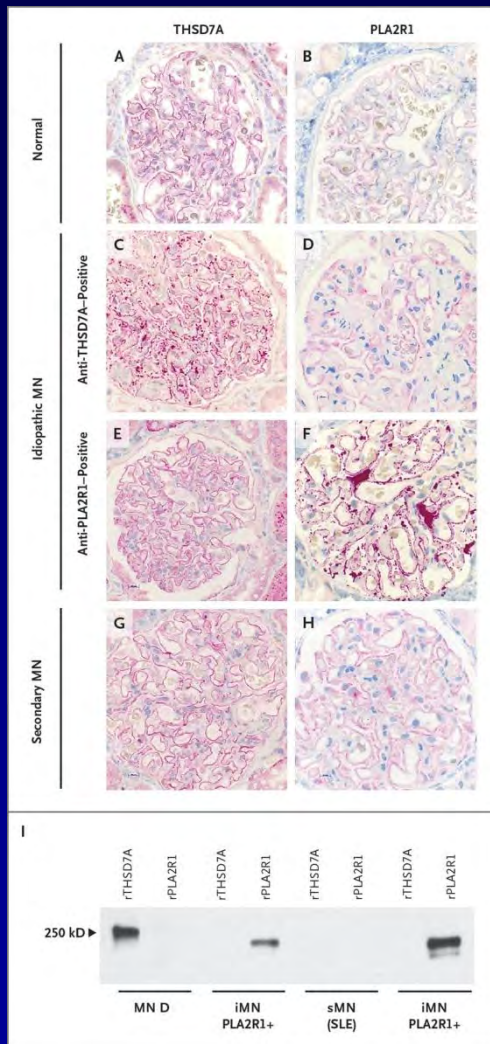 THSD7A PLA2R1
Normal
A B
Idiopathic MN
Anti-THSD7A–Positive
C D
Anti-PLA2R1–Positive
E F
Secondary MN
G H
I
rTHSD7A rPLA2R1 rTHSD7A rPLA2R1 rTHSD7A rPLA2R1 rTHSD7A rPLA2R1
250 kD
MN D iMN PLA2R1+ sMN (SLE) iMN PLA2R1+